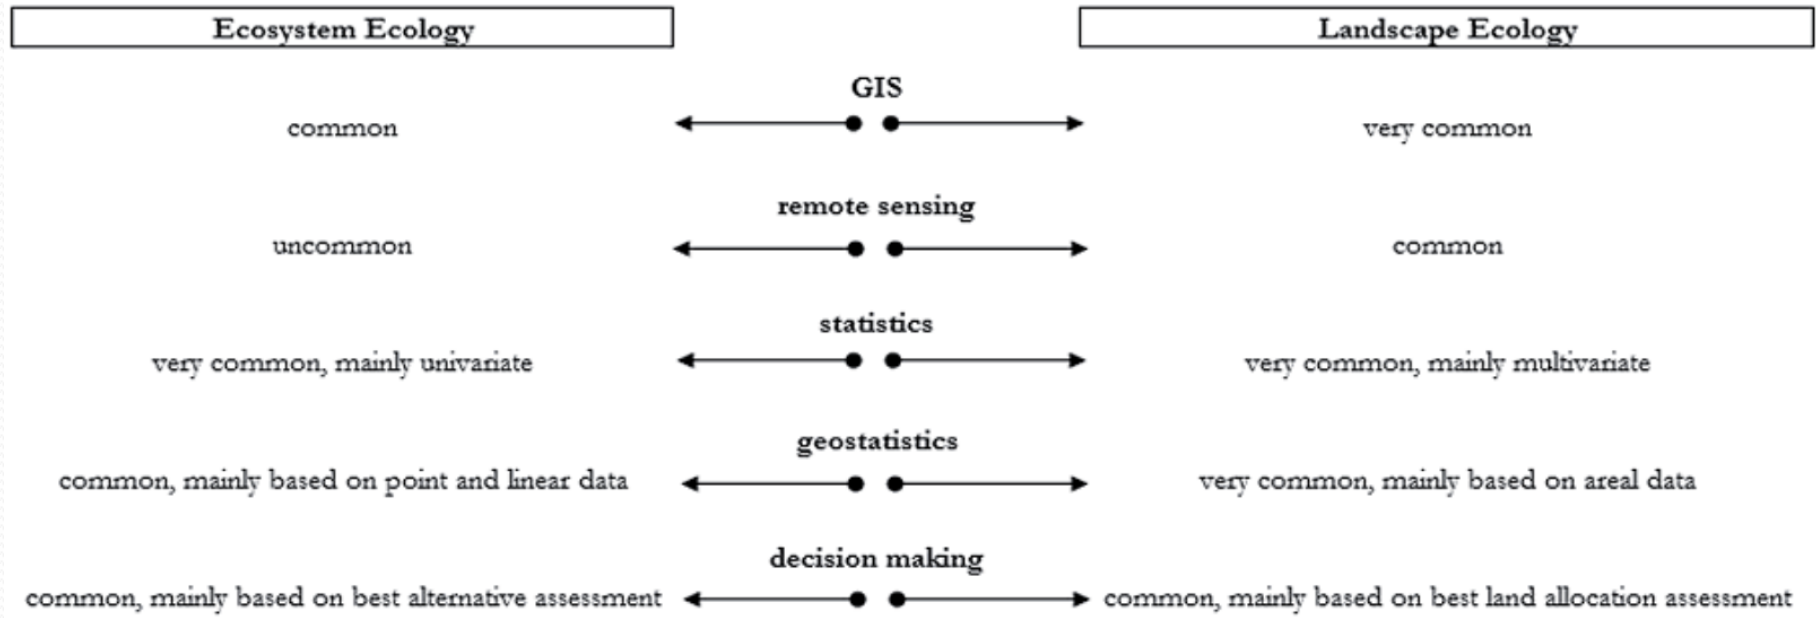 Ecosystem Ecology
Landscape Ecology
GIS
common
very common
remote sensing
uncommon
common
statistics
very common, mainly univariate
very common, mainly multivariate
geostatistics
common, mainly based on point and linear data
very common, mainly based on areal data
decision making
common, mainly based on best alternative assessment
common, mainly based on best land allocation assessment